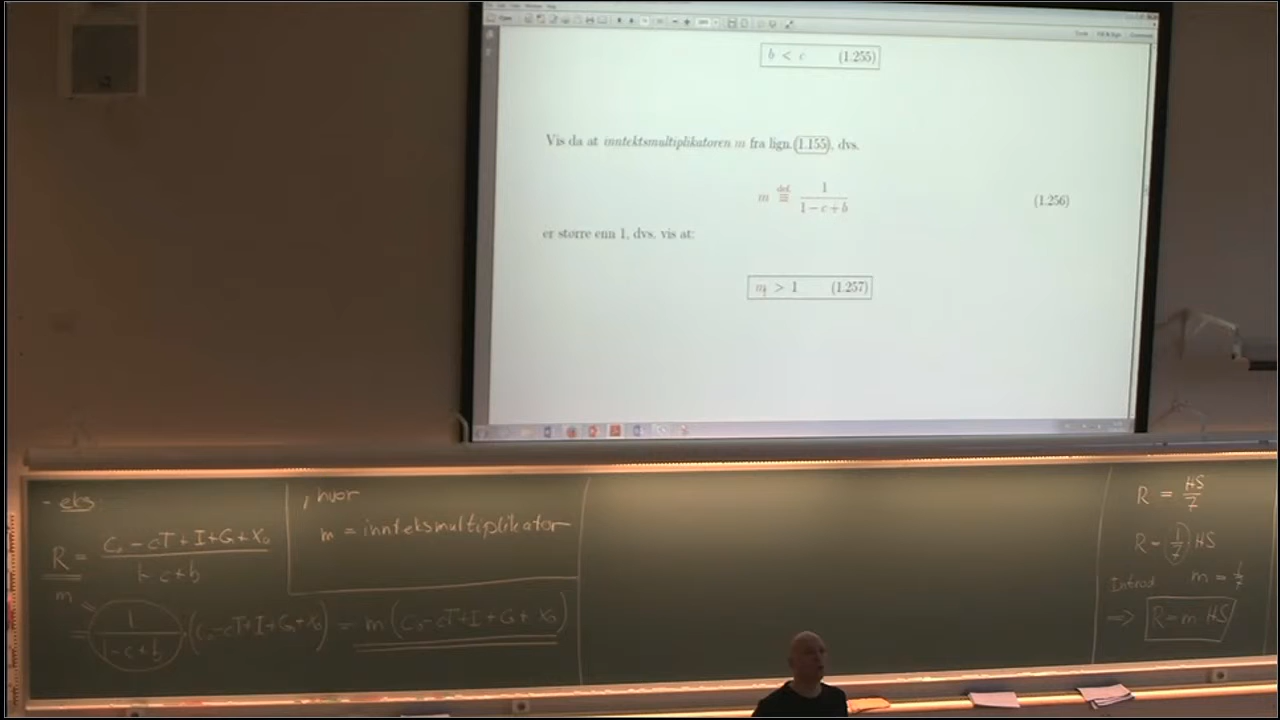 b < c (1.255)
Vis da at inntektsmultiplikatoren m fra lign.(1.155), dvs.
m ≡ def. 1 / (1 − c + b) (1.256)
er større enn 1, dvs. vis at:
m > 1 (1.257)
- eks:
R = (C₀ − cT + I + G + X₀) / (1 − c + b)
m
= 1 / (1 − c + b) · (C₀ − cT + I + G + X₀) = m (C₀ − cT + I + G + X₀)
, hvor
m = innteksmultiplikator
R = HS / 7
R = 1/7 HS
Introd m = 1/7
⇒ R = m · HS